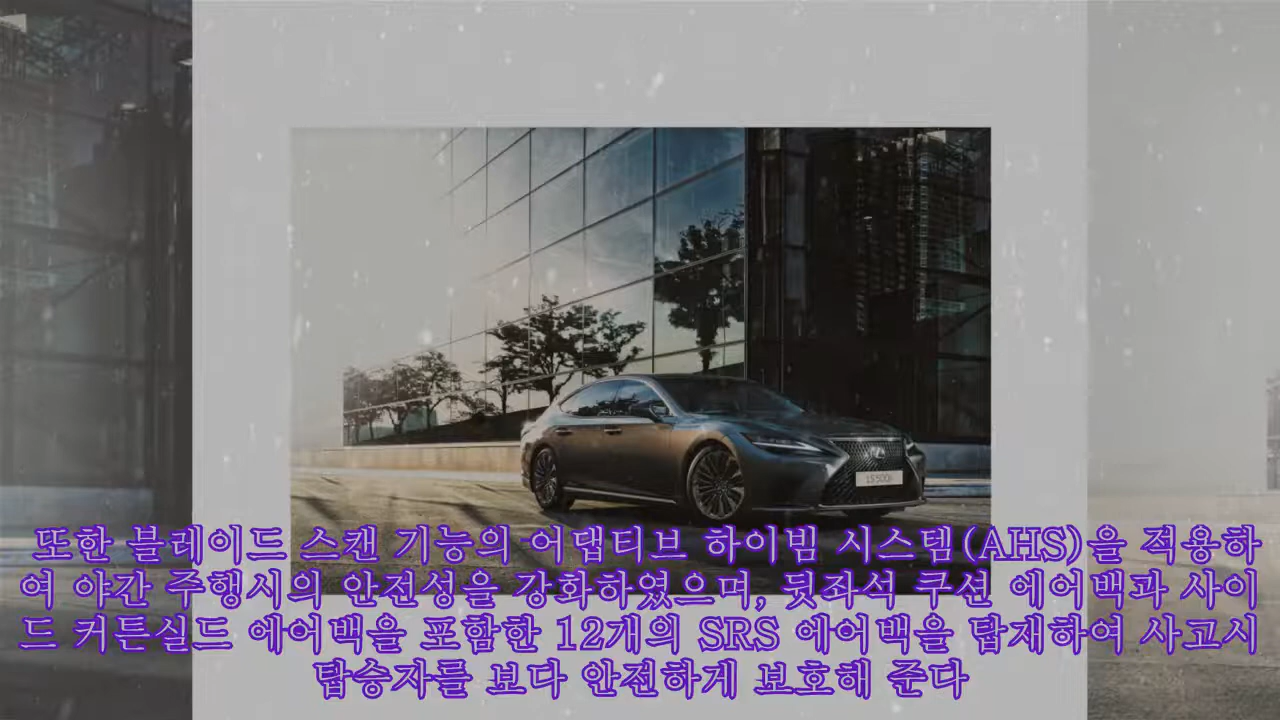 LS 500h
또한 블레이드 스캔 기능의 어댑티브 하이빔 시스템(AHS)을 적용하
여 야간 주행시의 안전성을 강화하였으며, 뒷좌석 쿠션 에어백과 사이
드 커튼실드 에어백을 포함한 12개의 SRS 에어백을 탑재하여 사고시
탑승자를 보다 안전하게 보호해 준다